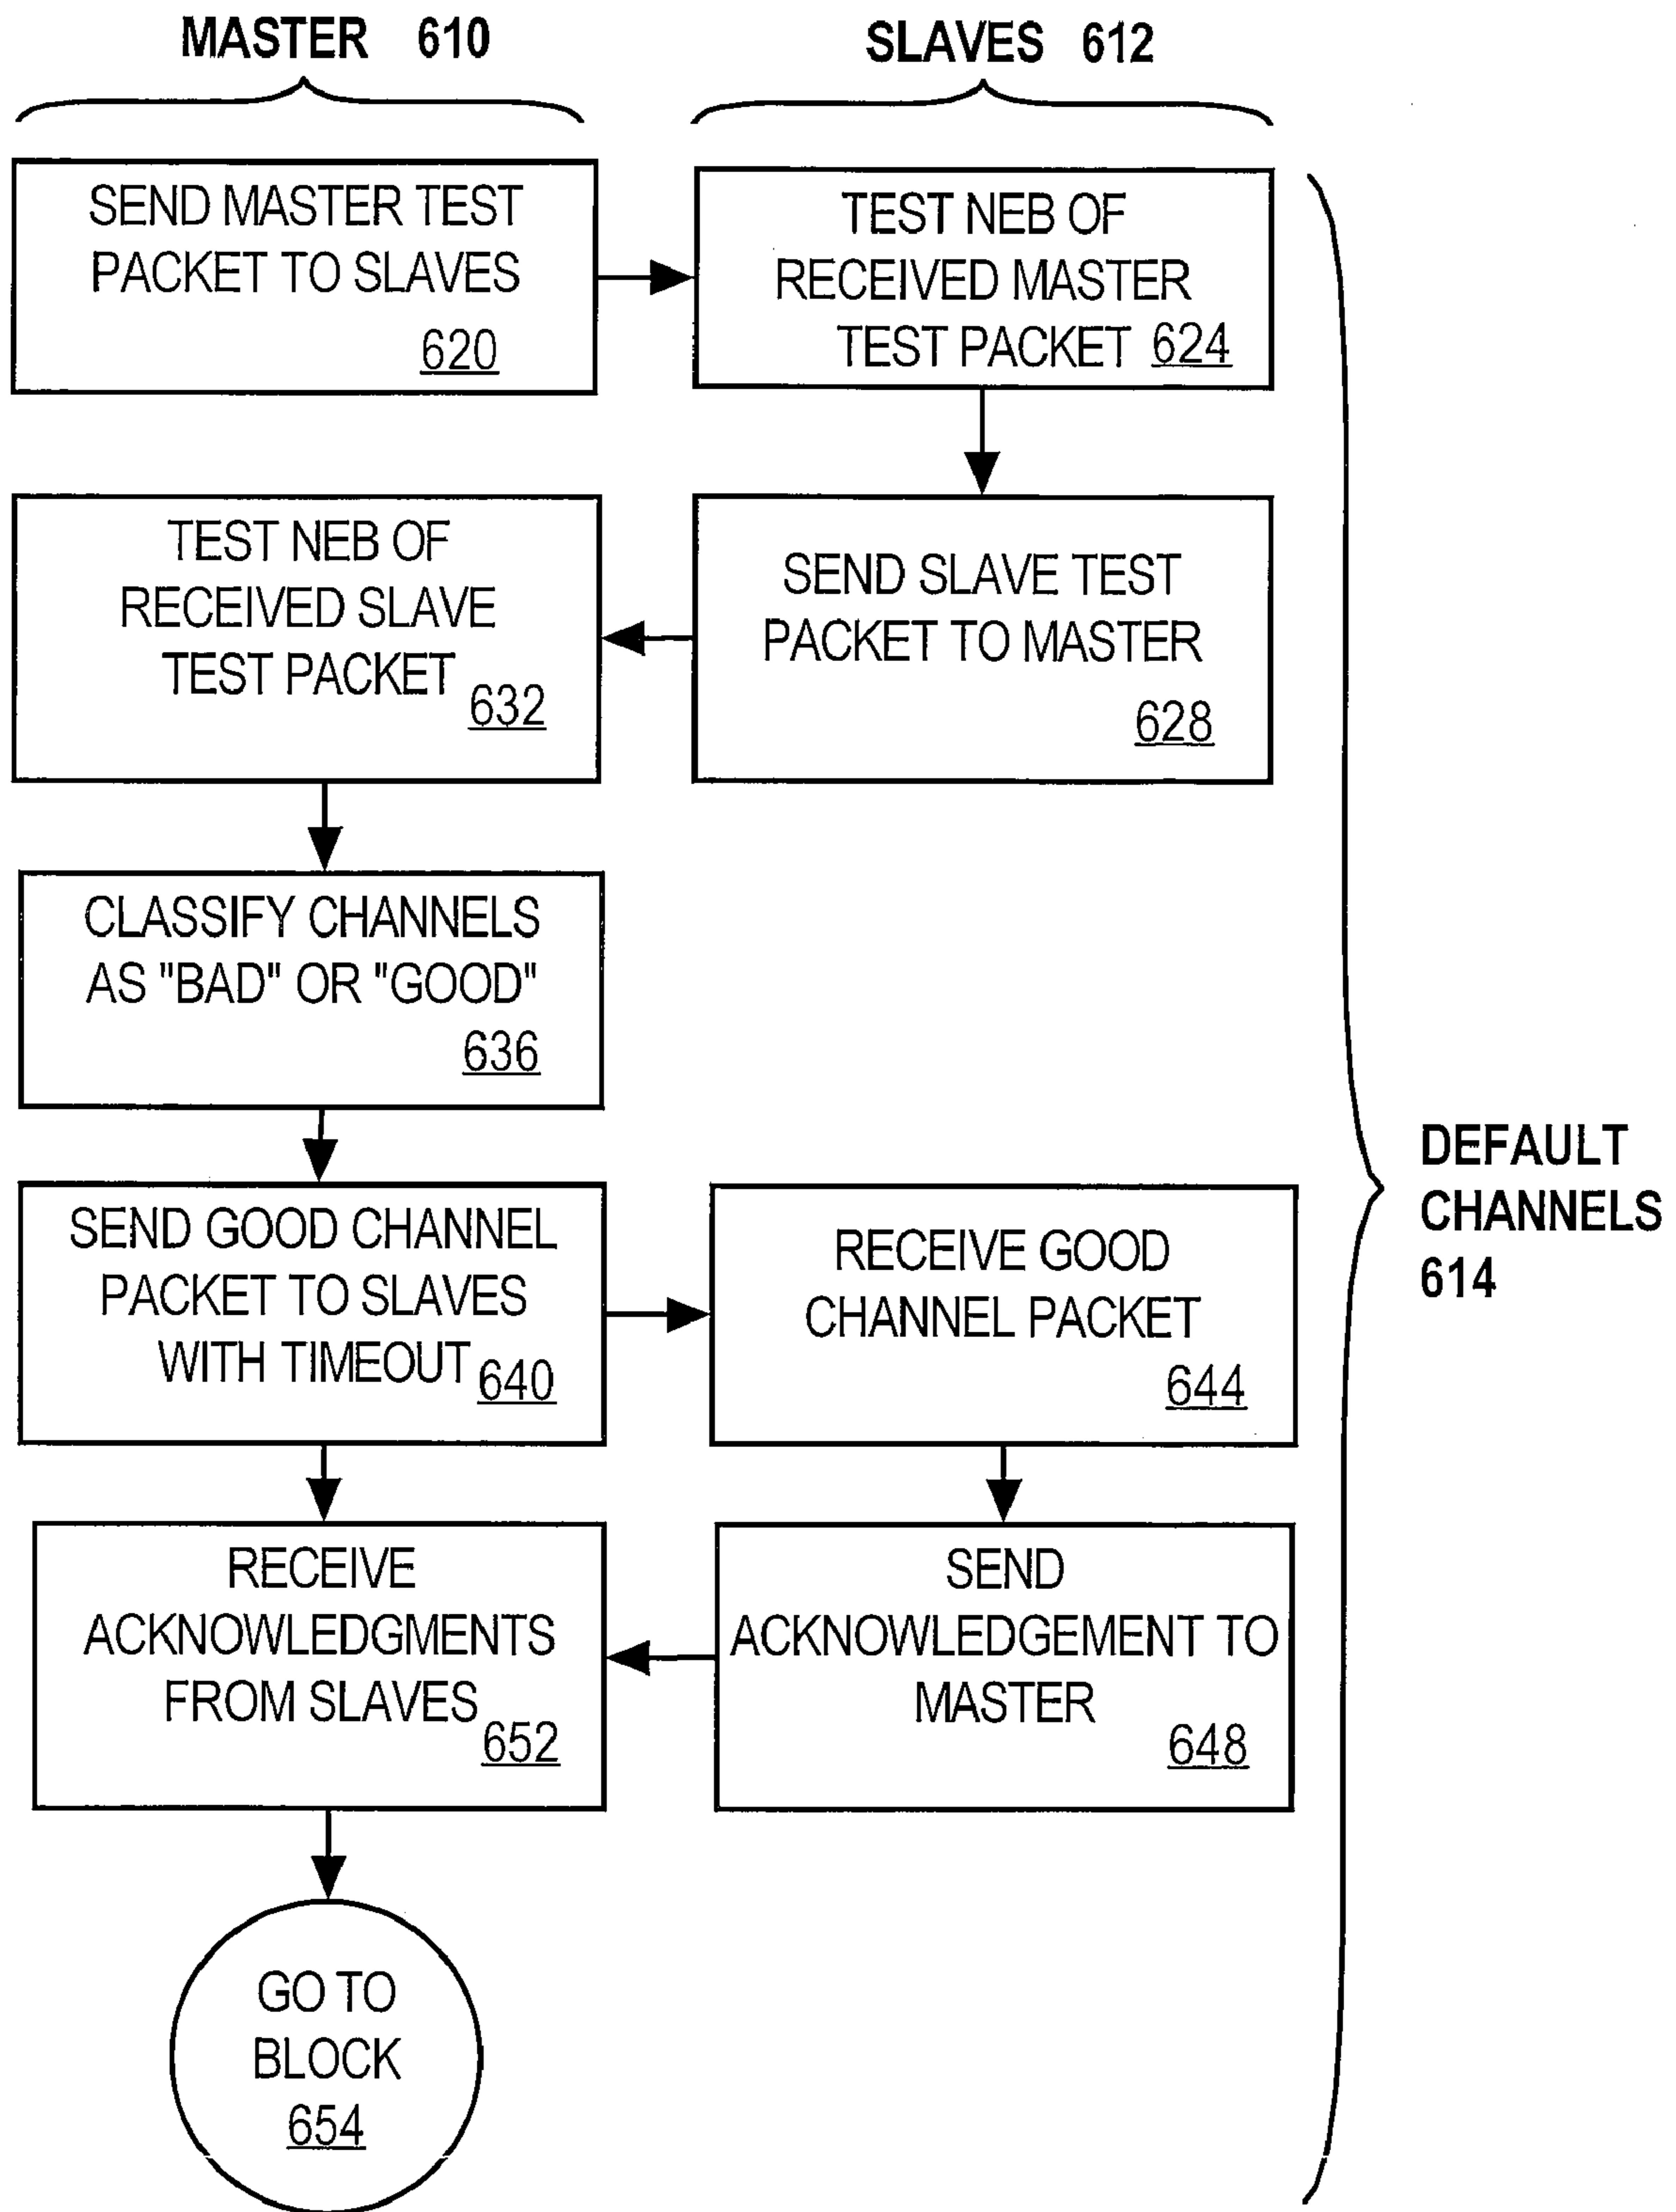 MASTER 610
SLAVES 612
SEND MASTER TEST
PACKET TO SLAVES
620
TEST NEB OF
RECEIVED MASTER
TEST PACKET 624
TEST NEB OF
RECEIVED SLAVE
TEST PACKET 632
SEND SLAVE TEST
PACKET TO MASTER
628
CLASSIFY CHANNELS
AS "BAD" OR "GOOD"
636
SEND GOOD CHANNEL
PACKET TO SLAVES
WITH TIMEOUT 640
RECEIVE GOOD
CHANNEL PACKET
644
RECEIVE
ACKNOWLEDGMENTS
FROM SLAVES 652
SEND
ACKNOWLEDGEMENT TO
MASTER
648
GO TO
BLOCK
654
DEFAULT
CHANNELS
614